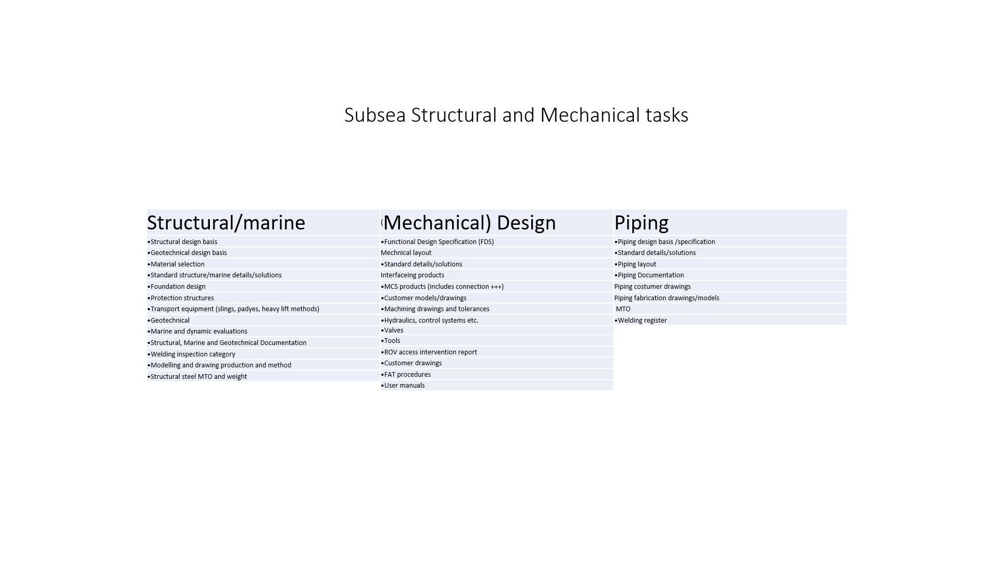 Subsea Structural and Mechanical tasks
Structural/marine
•Structural design basis
•Geotechnical design basis
•Material selection
•Standard structure/marine details/solutions
•Foundation design
•Protection structures
•Transport equipment (slings, padyes, heavy lift methods)
•Geotechnical
•Marine and dynamic evaluations
•Structural, Marine and Geotechnical Documentation
•Welding inspection category
•Modelling and drawing production and method
•Structural steel MTO and weight
(Mechanical) Design
•Functional Design Specification (FDS)
Mechnical layout
•Standard details/solutions
Interfaceing products
•MCS products (includes connection +++)
•Customer models/drawings
•Machining drawings and tolerances
•Hydraulics, control systems etc.
•Valves
•Tools
•ROV access intervention report
•Customer drawings
•FAT procedures
•User manuals
Piping
•Piping design basis /specification
•Standard details/solutions
•Piping layout
•Piping Documentation
Piping costumer drawings
Piping fabrication drawings/models
MTO
•Welding register